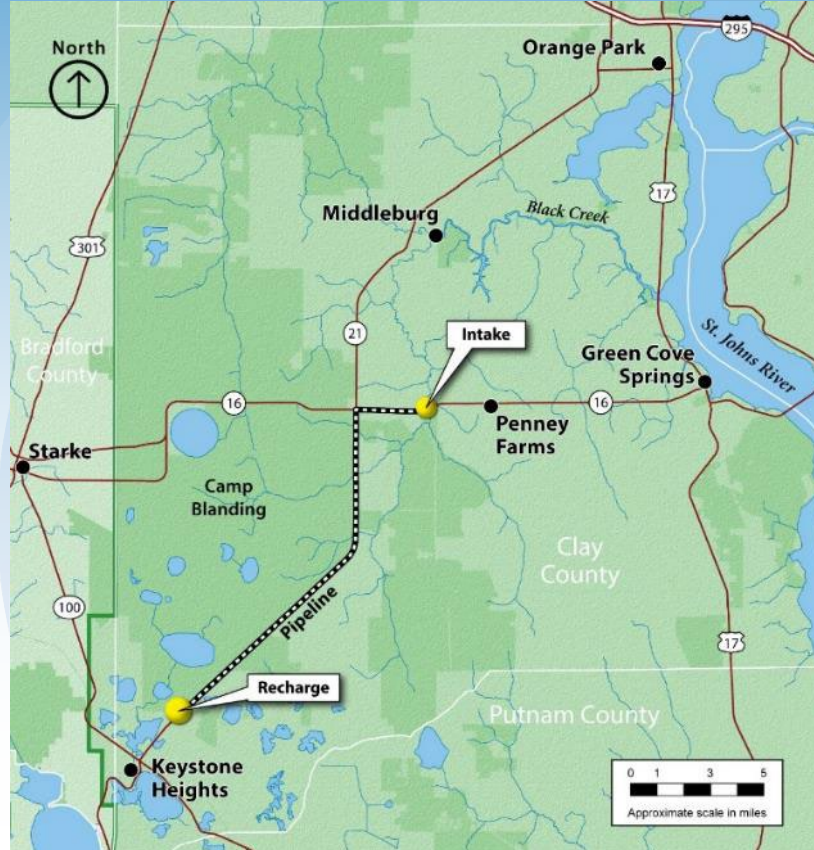 North
295
Orange Park
17
Middleburg
Black Creek
301
21
Intake
St. Johns River
Bradford
County
Green Cove
Springs
16
16
Penney
Farms
Starke
Camp
Blanding
Clay
County
100
Pipeline
17
Recharge
Putnam County
Keystone
Heights
0 1 3 5
Approximate scale in miles